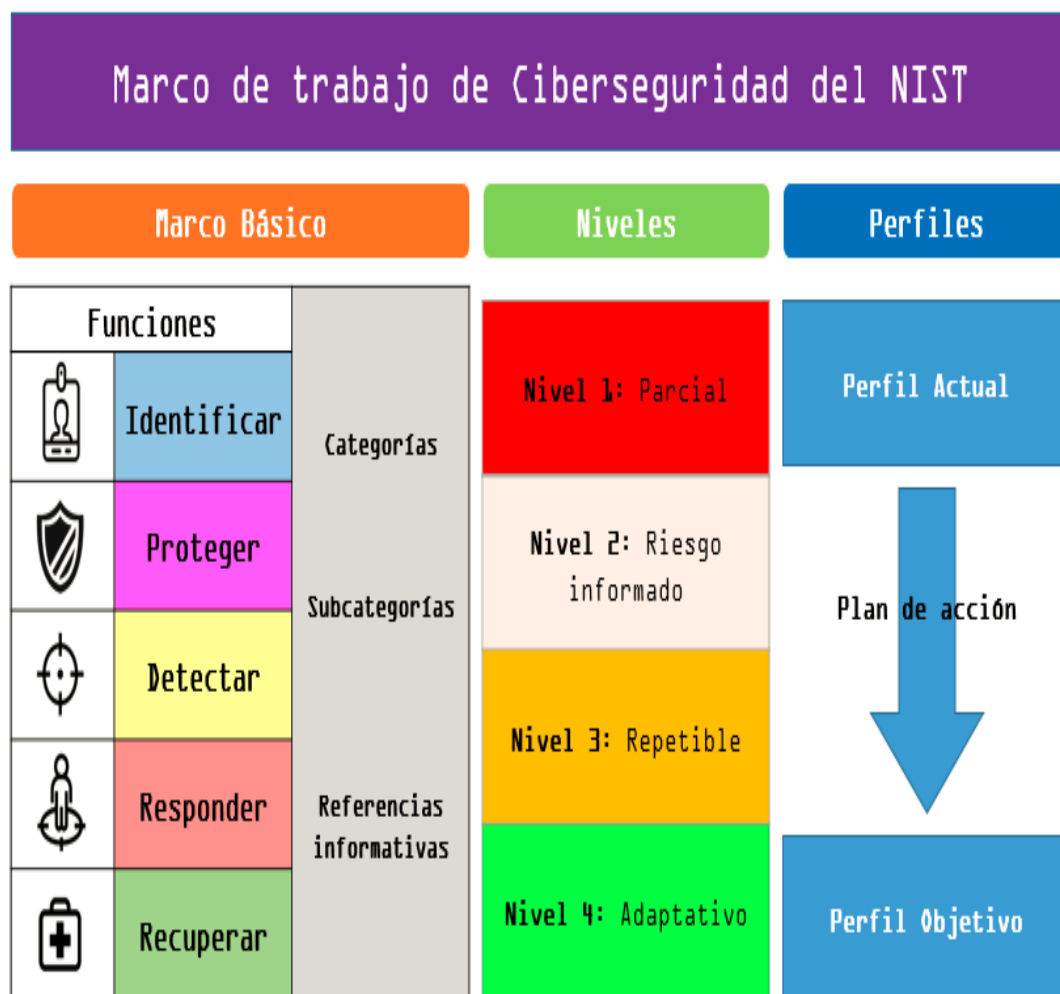 Marco de trabajo de Ciberseguridad del NIST
Marco Básico
Niveles
Perfiles
Funciones
Identificar
Proteger
Detectar
Responder
Recuperar
Categorías
Subcategorías
Referencias
informativas
Nivel 1: Parcial
Nivel 2: Riesgo
informado
Nivel 3: Repetible
Nivel 4: Adaptativo
Perfil Actual
Plan de acción
Perfil Objetivo